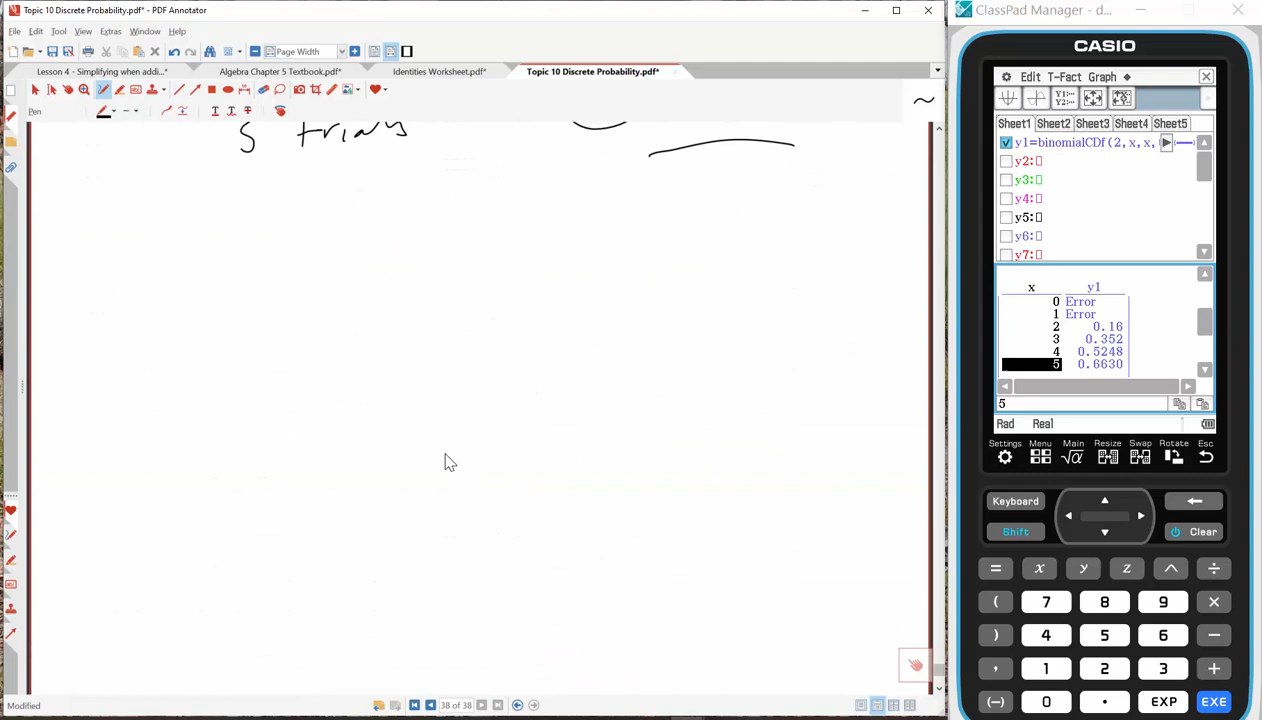 Topic 10 Discrete Probability.pdf* - PDF Annotator
File Edit Tool View Extras Window Help
Page Width
Lesson 4 - Simplifying when addi...* Algebra Chapter 5 Textbook.pdf* Identities Worksheet.pdf* Topic 10 Discrete Probability.pdf*
Pen
5 trials
38 of 38
Modified
ClassPad Manager - d...
CASIO
Edit T-Fact Graph
Y1:--
Y2:--
Sheet1 Sheet2 Sheet3 Sheet4 Sheet5
y1=binomialCDf(2,x,x,
y2:
y3:
y4:
y5:
y6:
y7:
x y1
0 Error
1 Error
2 0.16
3 0.352
4 0.5248
5 0.6630
5
Rad Real
Settings Menu Main Resize Swap Rotate Esc
√α
Keyboard
Shift Clear
= x y z ^ ÷
( 7 8 9 ×
) 4 5 6 −
, 1 2 3 +
(−) 0 · EXP EXE